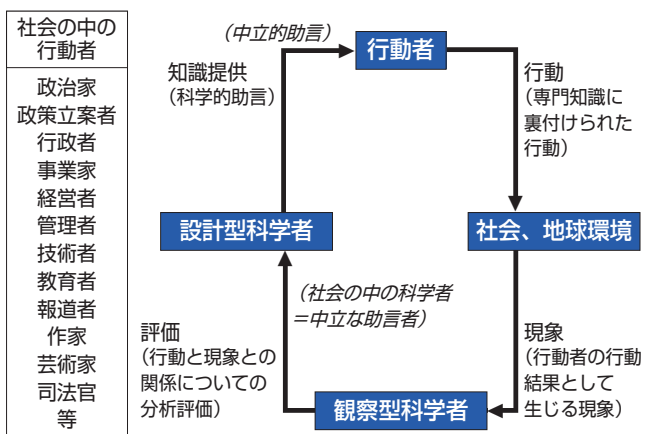 社会の中の
行動者
政治家
政策立案者
行政者
事業家
経営者
管理者
技術者
教育者
報道者
作家
芸術家
司法官
等
(中立的助言)
行動者
知識提供
(科学的助言)
行動
(専門知識に
裏付けられた
行動)
設計型科学者
社会、地球環境
(社会の中の科学者
=中立な助言者)
評価
(行動と現象との
関係についての
分析評価)
現象
(行動者の行動
結果として
生じる現象)
観察型科学者